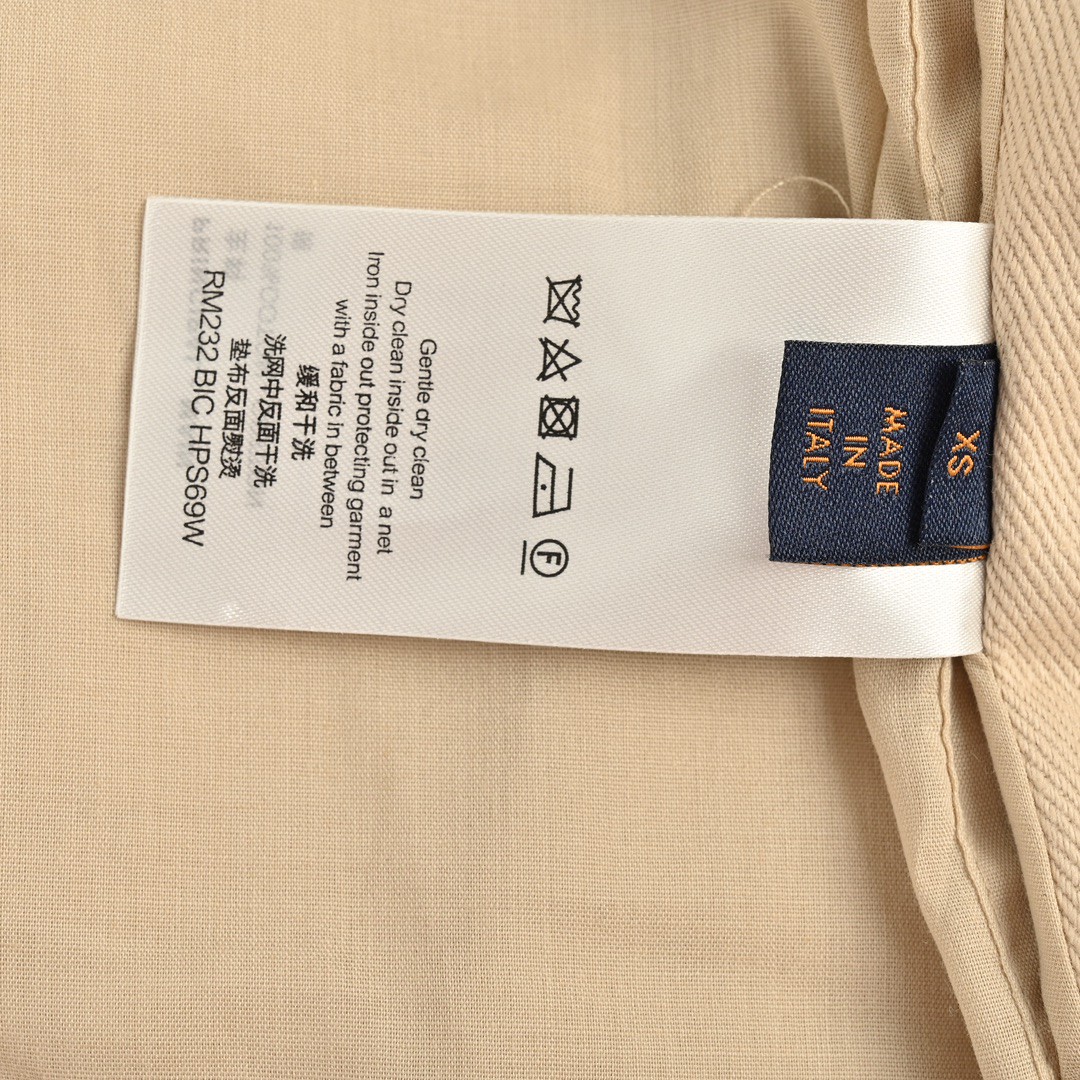 XS
MADE
IN
ITALY
F
Gentle dry clean
Dry clean inside out in a net
Iron inside out protecting garment
with a fabric in between
缓和干洗
洗网中反面干洗
垫布反面熨烫
RM232 BIC HPS69W